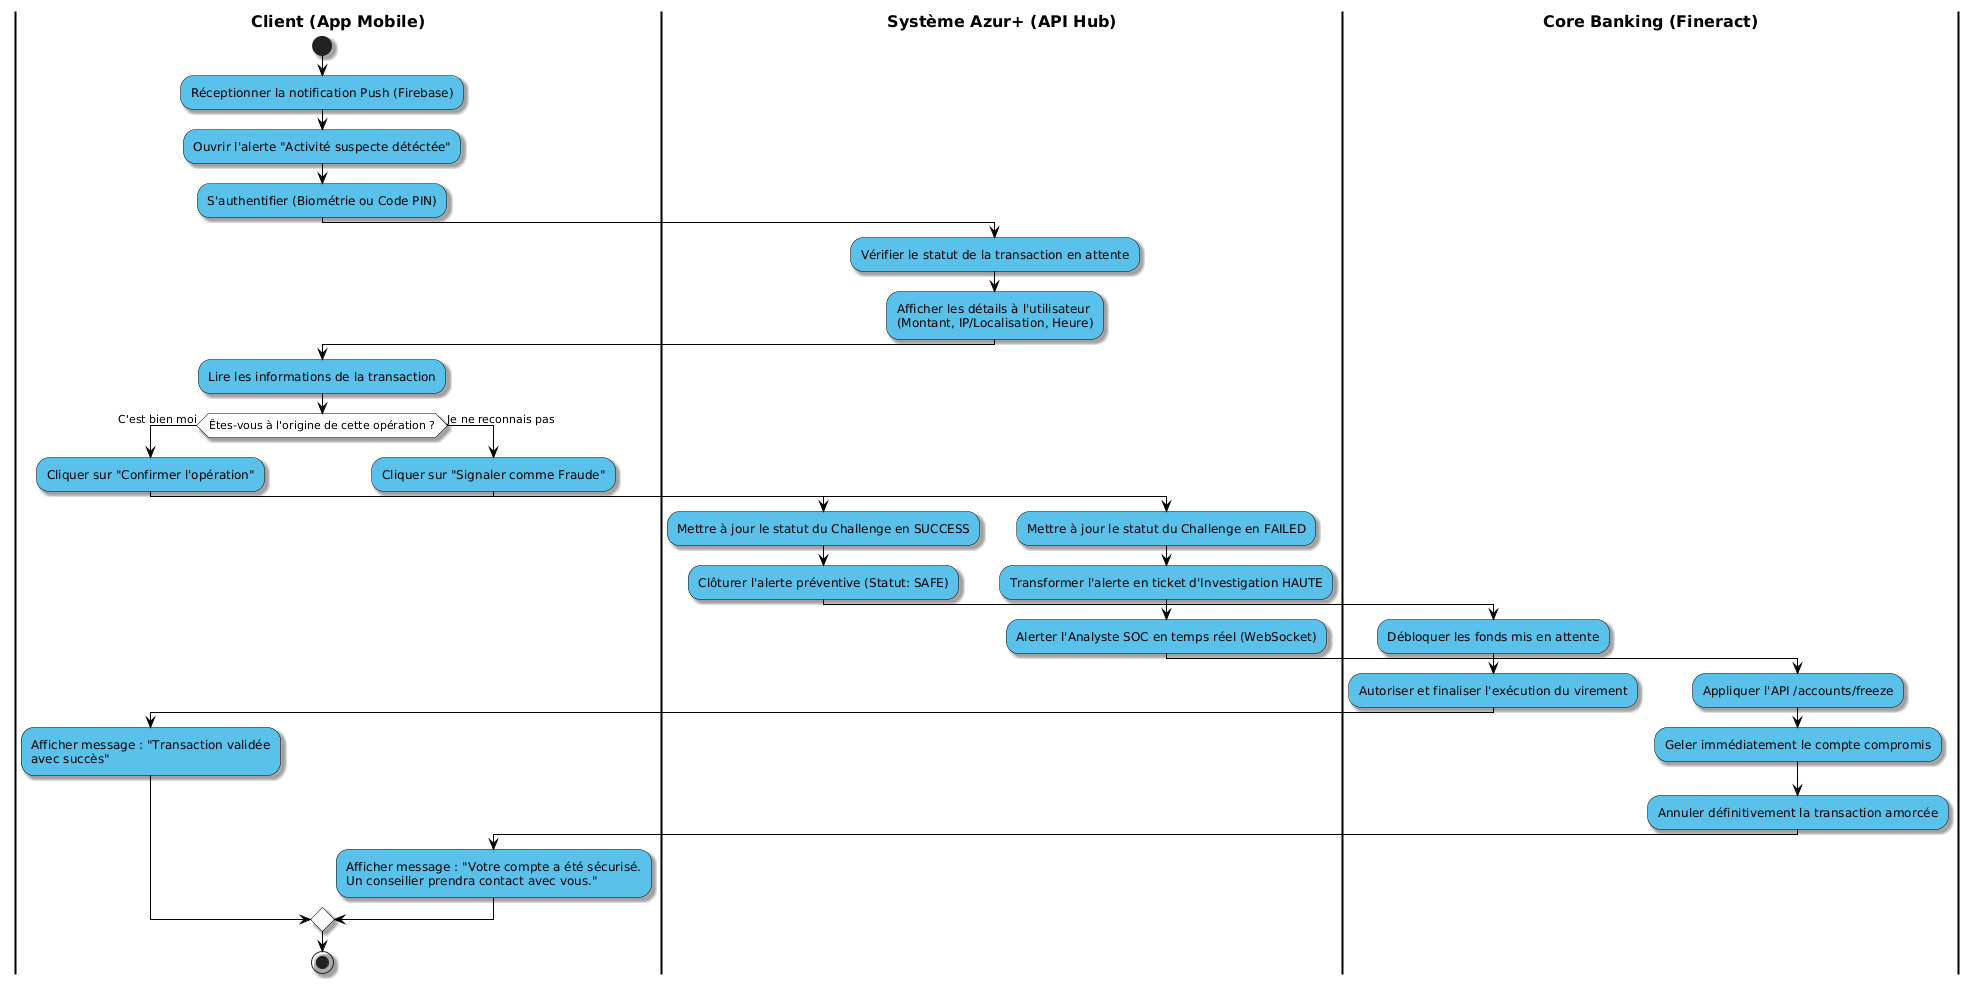 Client (App Mobile)
Système Azur+ (API Hub)
Core Banking (Fineract)
Réceptionner la notification Push (Firebase)
Ouvrir l'alerte "Activité suspecte détéctée"
S'authentifier (Biométrie ou Code PIN)
Vérifier le statut de la transaction en attente
Afficher les détails à l'utilisateur
(Montant, IP/Localisation, Heure)
Lire les informations de la transaction
C'est bien moi
Êtes-vous à l'origine de cette opération ?
Je ne reconnais pas
Cliquer sur "Confirmer l'opération"
Cliquer sur "Signaler comme Fraude"
Mettre à jour le statut du Challenge en SUCCESS
Mettre à jour le statut du Challenge en FAILED
Clôturer l'alerte préventive (Statut: SAFE)
Transformer l'alerte en ticket d'Investigation HAUTE
Alerter l'Analyste SOC en temps réel (WebSocket)
Débloquer les fonds mis en attente
Autoriser et finaliser l'exécution du virement
Appliquer l'API /accounts/freeze
Afficher message : "Transaction validée
avec succès"
Geler immédiatement le compte compromis
Annuler définitivement la transaction amorcée
Afficher message : "Votre compte a été sécurisé.
Un conseiller prendra contact avec vous."